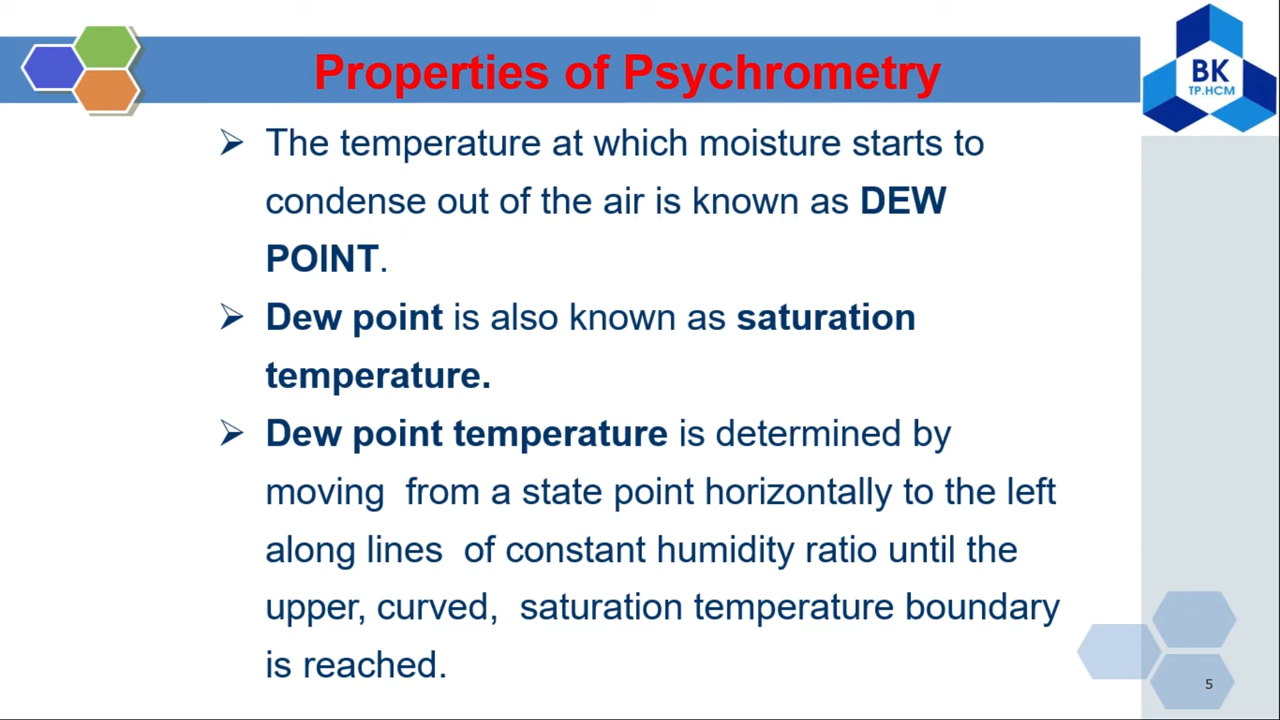 Properties of Psychrometry
BK
TP.HCM
➢ The temperature at which moisture starts to
condense out of the air is known as DEW
POINT.
➢ Dew point is also known as saturation
temperature.
➢ Dew point temperature is determined by
moving from a state point horizontally to the left
along lines of constant humidity ratio until the
upper, curved, saturation temperature boundary
is reached.
5